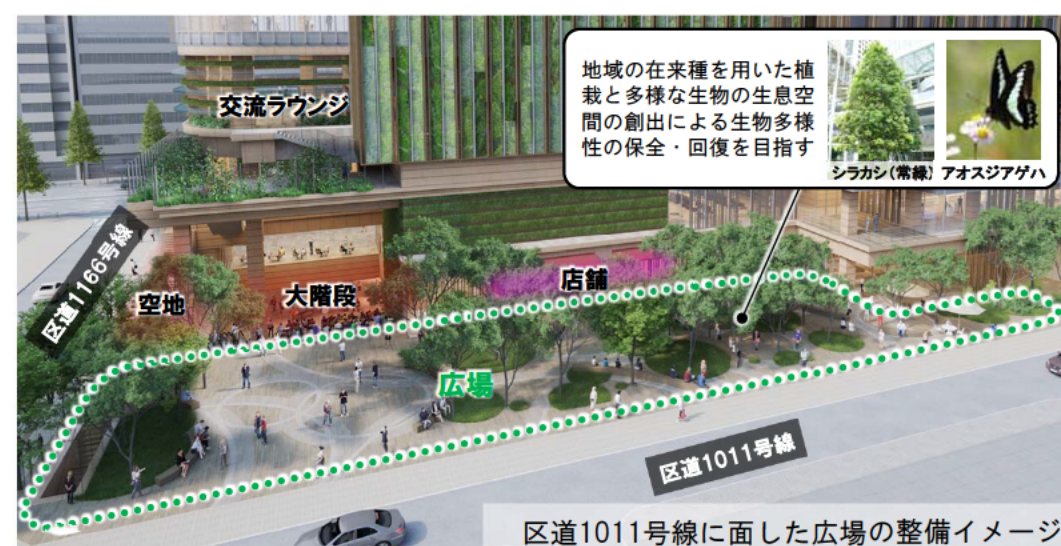 地域の在来種を用いた植
栽と多様な生物の生息空
間の創出による生物多様
性の保全・回復を目指す
シラカシ（常緑） アオスジアゲハ
交流ラウンジ
区道1166号線
空地
大階段
店舗
広場
区道1011号線
区道1011号線に面した広場の整備イメージ